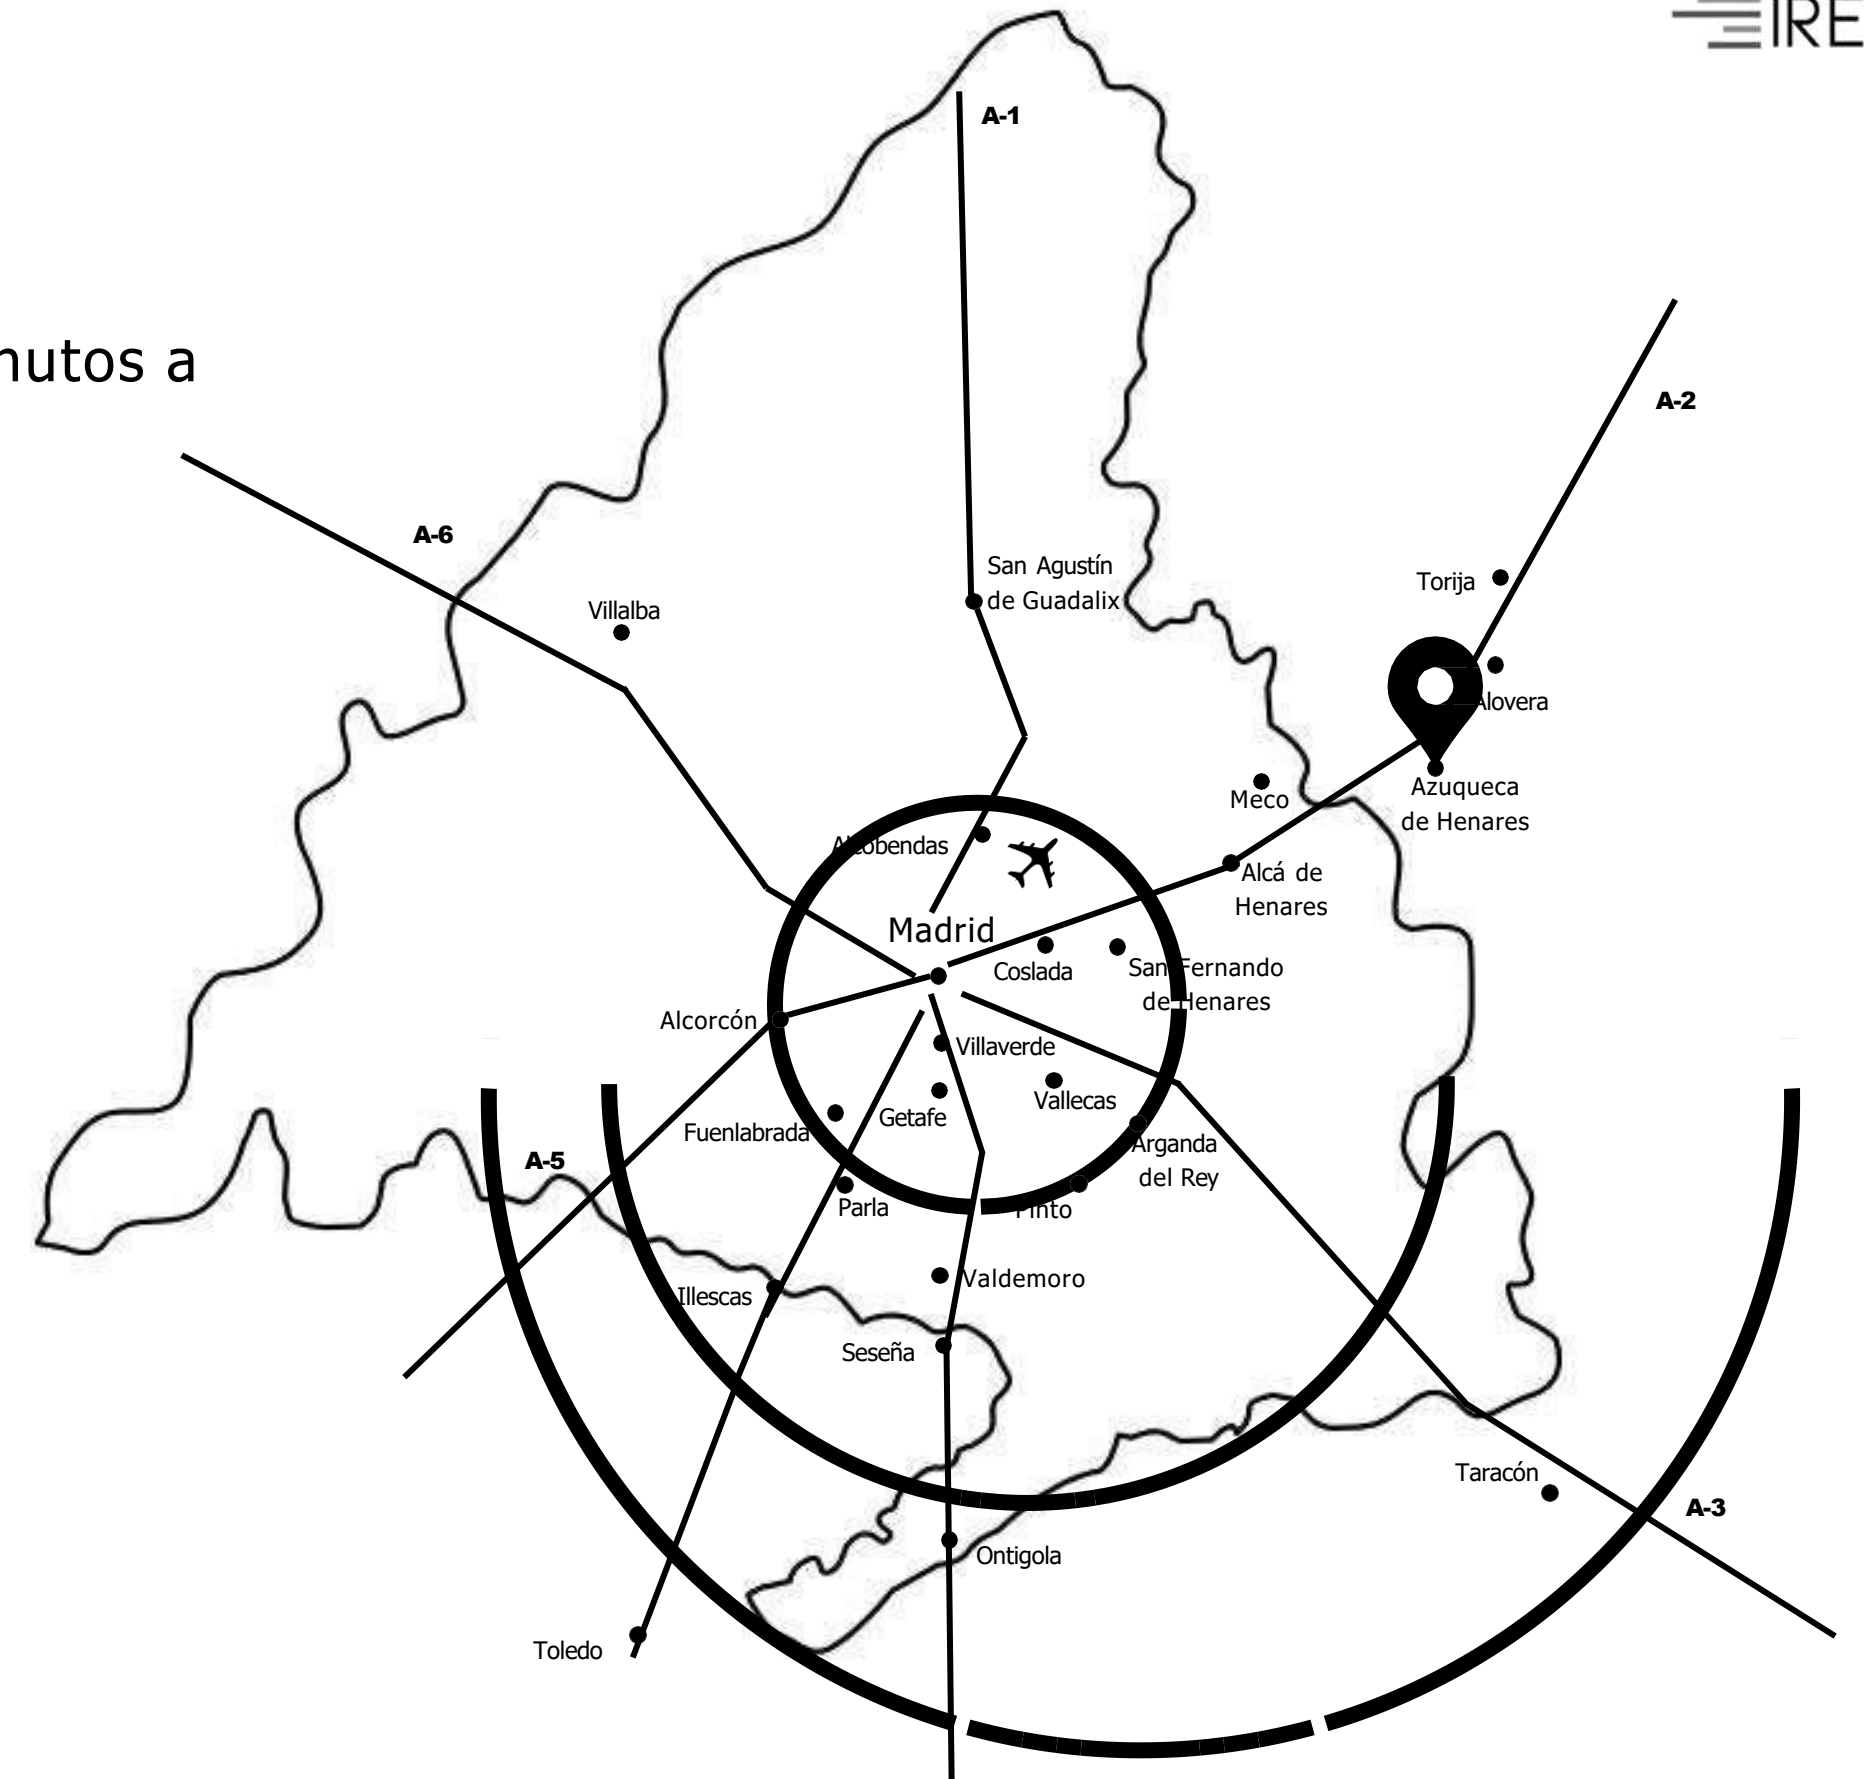 IRE
A-1
nutos a
A-2
A-6
San Agustín
de Guadalix
Torija
Villalba
Alovera
Azuqueca
de Henares
Meco
Alcobendas
Alcá de
Henares
Madrid
Coslada
San Fernando
de Henares
Alcorcón
Villaverde
Vallecas
Getafe
Fuenlabrada
Arganda
del Rey
A-5
Parla
Pinto
Valdemoro
Illescas
Seseña
Taracón
A-3
Ontigola
Toledo